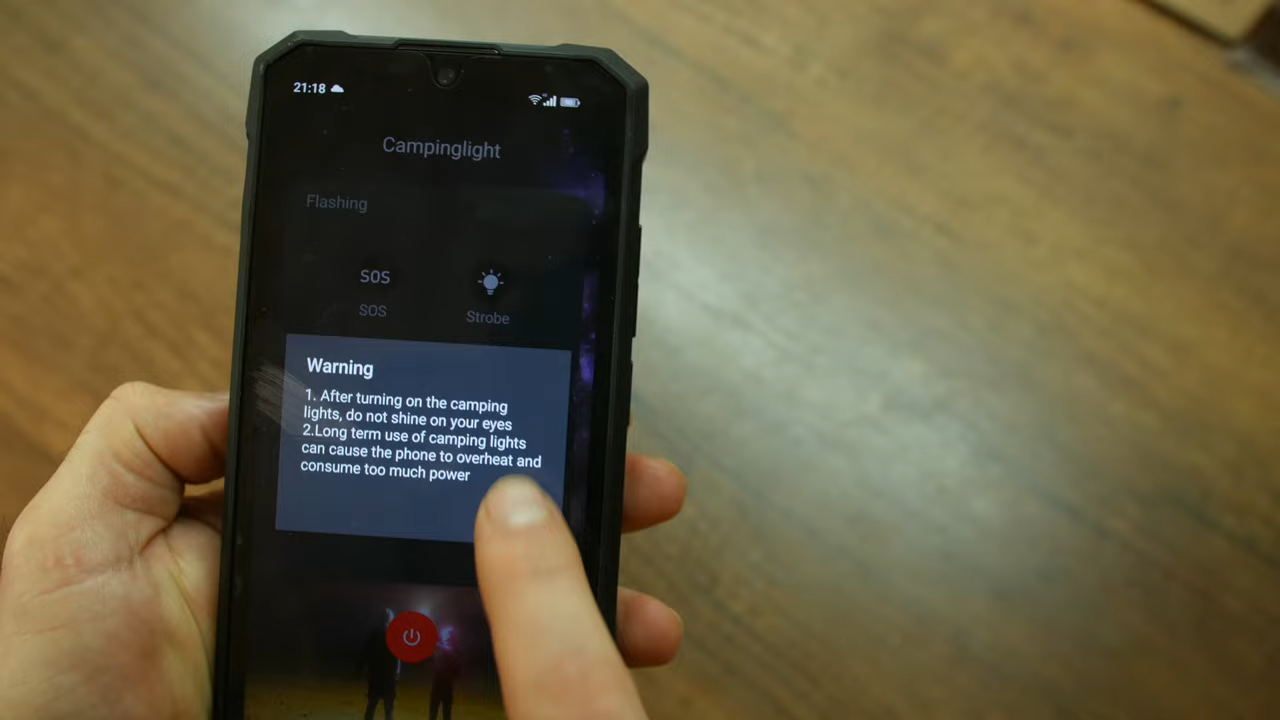 21:18
Campinglight
Flashing
SOS
SOS
Strobe
Warning
1. After turning on the camping
lights, do not shine on your eyes
2.Long term use of camping lights
can cause the phone to overheat and
consume too much power